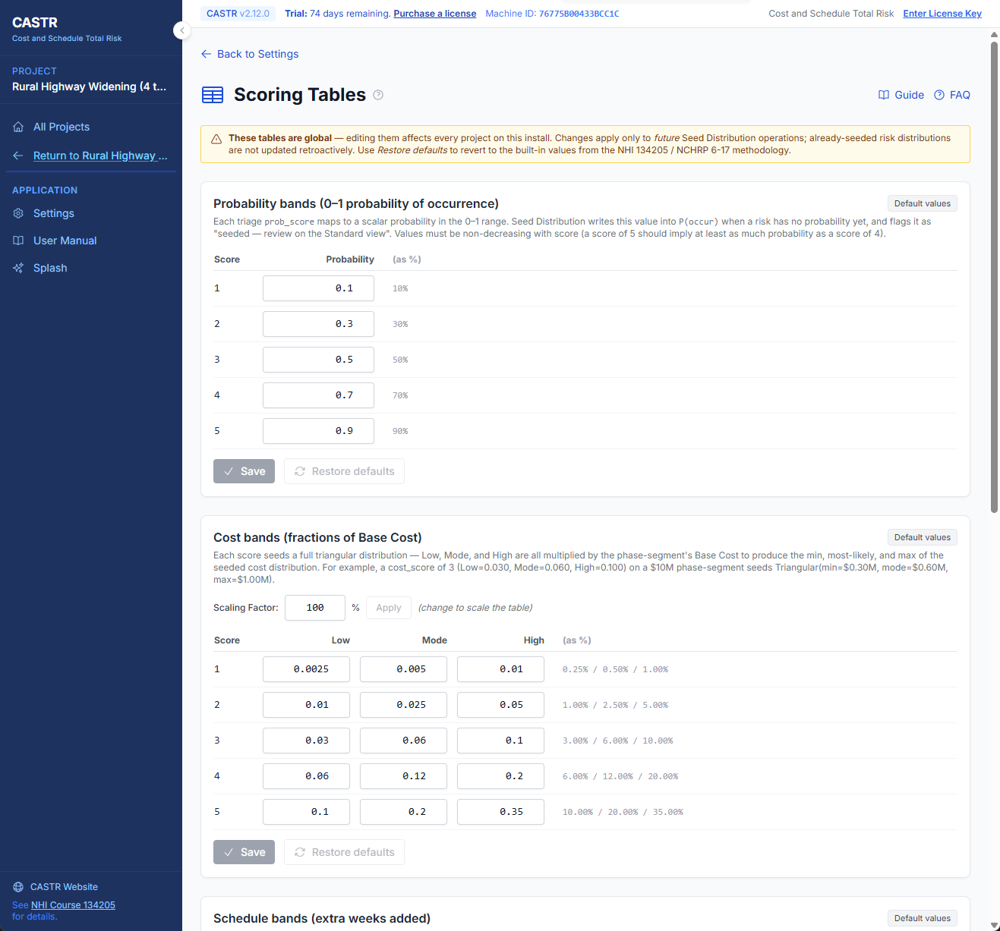 CASTR
Cost and Schedule Total Risk
PROJECT
Rural Highway Widening (4 t...
All Projects
Return to Rural Highway ...
APPLICATION
Settings
User Manual
Splash
CASTR Website
See NHI Course 134205
for details.
CASTR v2.12.0 Trial: 74 days remaining. Purchase a license Machine ID: 76775B00433BCC1C Cost and Schedule Total Risk Enter License Key
Back to Settings
Scoring Tables Guide FAQ
These tables are global — editing them affects every project on this install. Changes apply only to future Seed Distribution operations; already-seeded risk distributions
are not updated retroactively. Use Restore defaults to revert to the built-in values from the NHI 134205 / NCHRP 6-17 methodology.
Probability bands (0–1 probability of occurrence) Default values
Each triage prob_score maps to a scalar probability in the 0–1 range. Seed Distribution writes this value into P(occur) when a risk has no probability yet, and flags it as
"seeded — review on the Standard view". Values must be non-decreasing with score (a score of 5 should imply at least as much probability as a score of 4).
Score Probability (as %)
1 0.1 10%
2 0.3 30%
3 0.5 50%
4 0.7 70%
5 0.9 90%
Save Restore defaults
Cost bands (fractions of Base Cost) Default values
Each score seeds a full triangular distribution — Low, Mode, and High are all multiplied by the phase-segment's Base Cost to produce the min, most-likely, and max of the
seeded cost distribution. For example, a cost_score of 3 (Low=0.030, Mode=0.060, High=0.100) on a $10M phase-segment seeds Triangular(min=$0.30M, mode=$0.60M,
max=$1.00M).
Scaling Factor: 100 % Apply (change to scale the table)
Score Low Mode High (as %)
1 0.0025 0.005 0.01 0.25% / 0.50% / 1.00%
2 0.01 0.025 0.05 1.00% / 2.50% / 5.00%
3 0.03 0.06 0.1 3.00% / 6.00% / 10.00%
4 0.06 0.12 0.2 6.00% / 12.00% / 20.00%
5 0.1 0.2 0.35 10.00% / 20.00% / 35.00%
Save Restore defaults
Schedule bands (extra weeks added) Default values